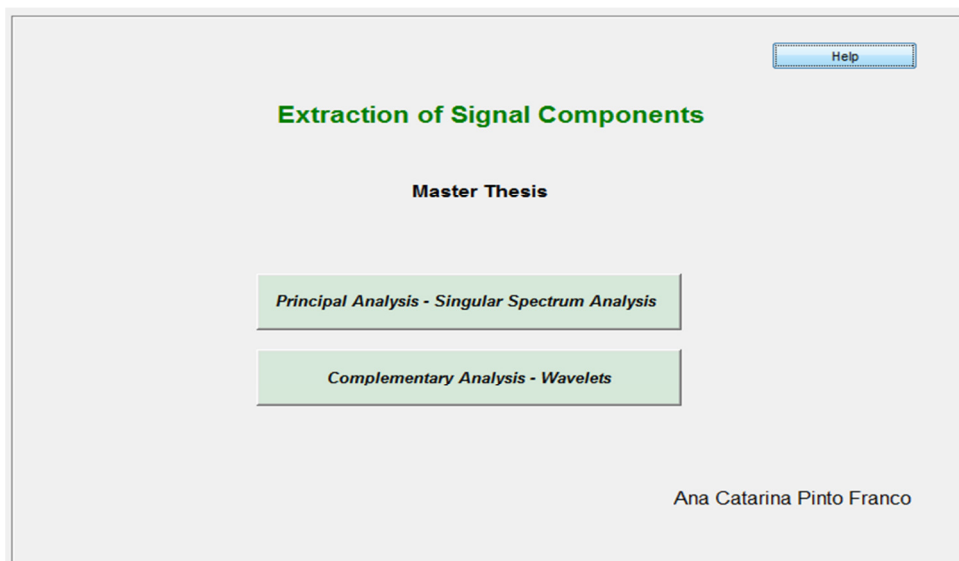 Help
Extraction of Signal Components
Master Thesis
Principal Analysis - Singular Spectrum Analysis
Complementary Analysis - Wavelets
Ana Catarina Pinto Franco